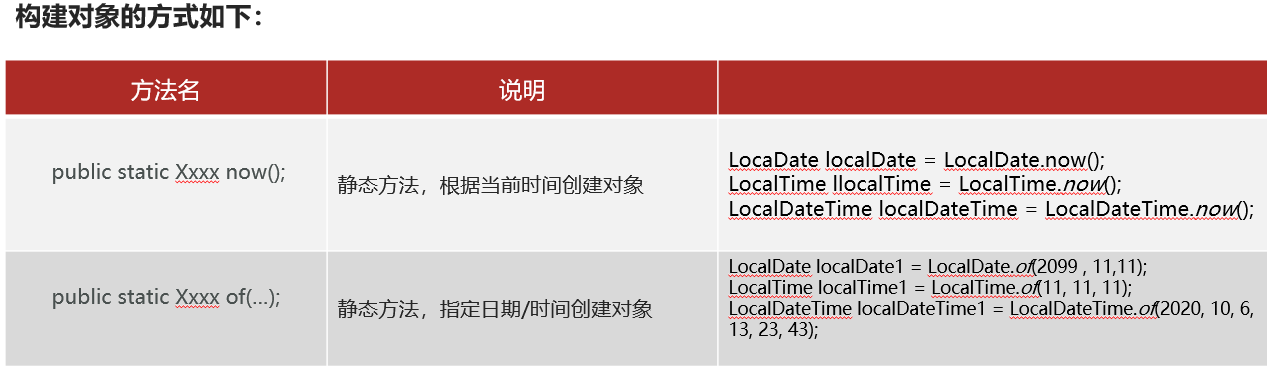 构建对象的方式如下：
方法名
说明
public static Xxxx now();
静态方法，根据当前时间创建对象
LocaDate localDate = LocalDate.now();
LocalTime llocalTime = LocalTime.now();
LocalDateTime localDateTime = LocalDateTime.now();
public static Xxxx of(…);
静态方法，指定日期/时间创建对象
LocalDate localDate1 = LocalDate.of(2099 , 11,11);
LocalTime localTime1 = LocalTime.of(11, 11, 11);
LocalDateTime localDateTime1 = LocalDateTime.of(2020, 10, 6,
13, 23, 43);